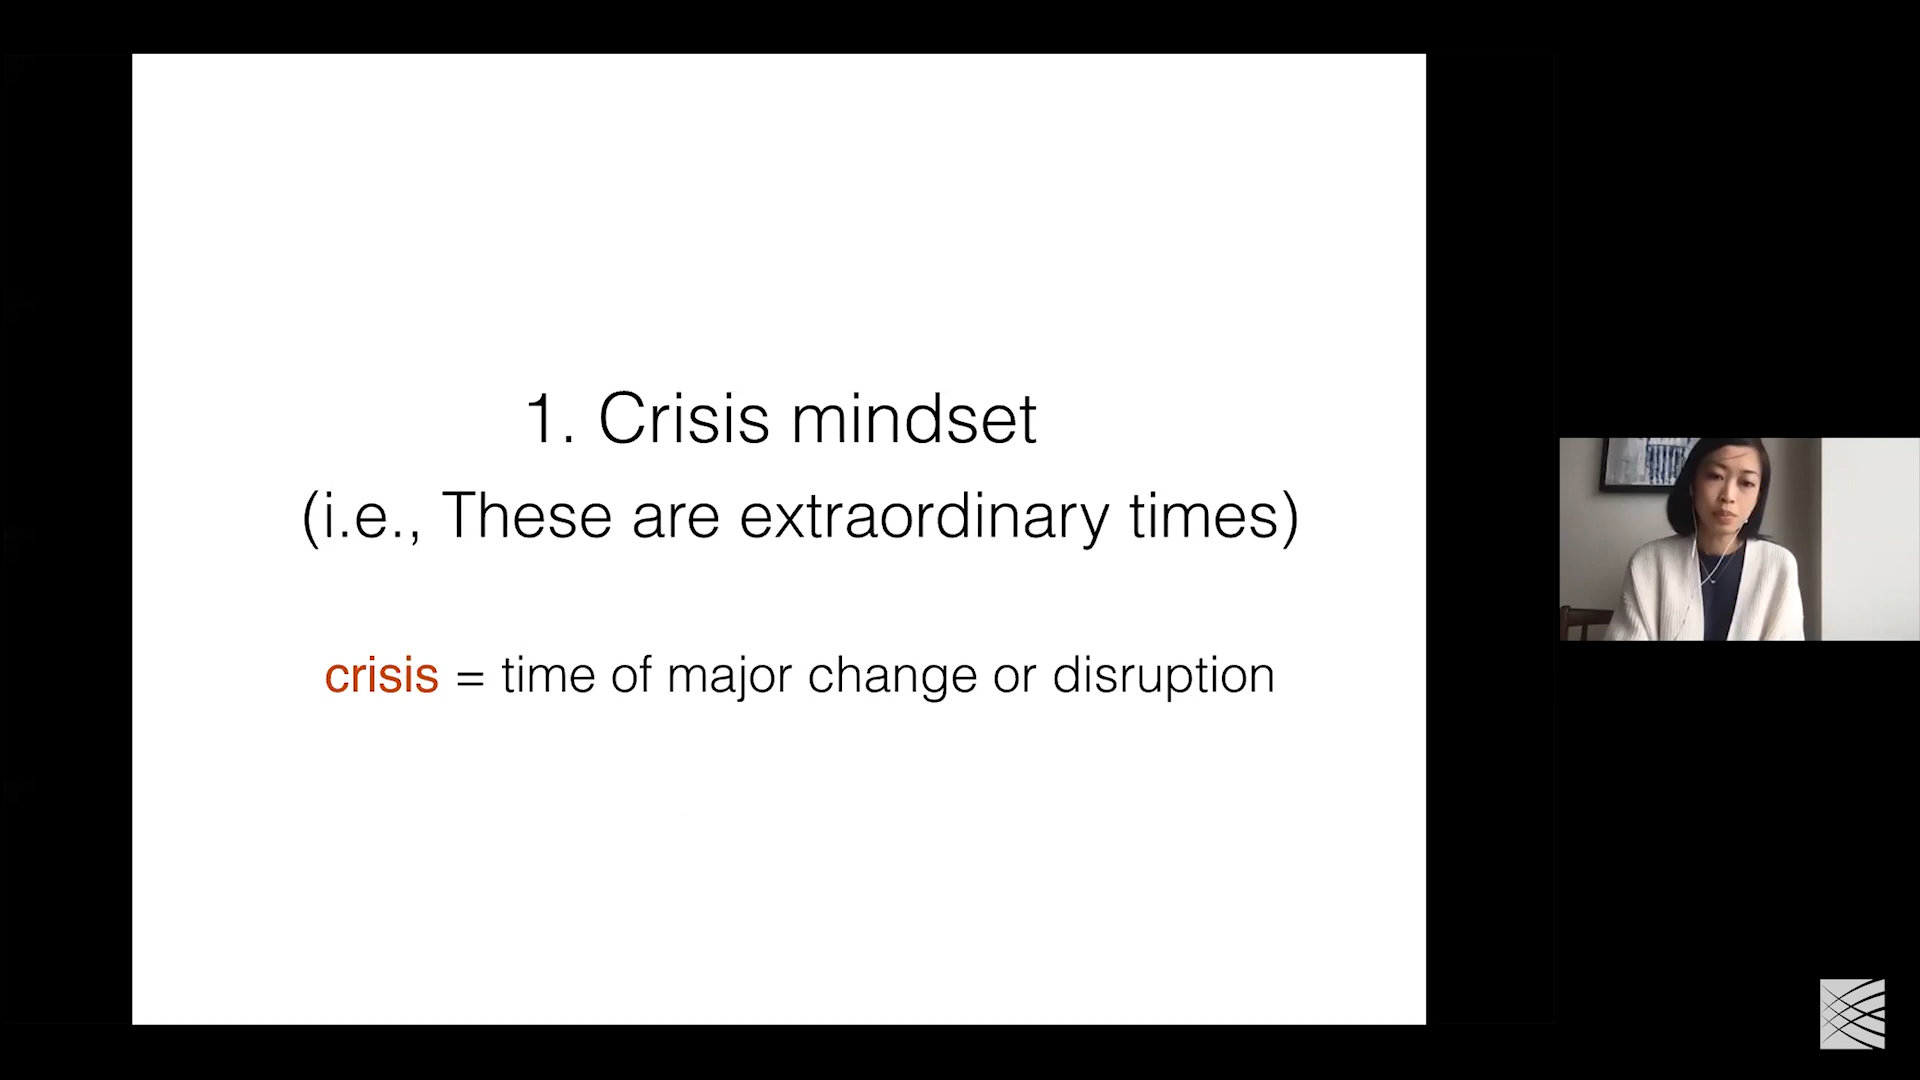 1. Crisis mindset
(i.e., These are extraordinary times)
crisis = time of major change or disruption